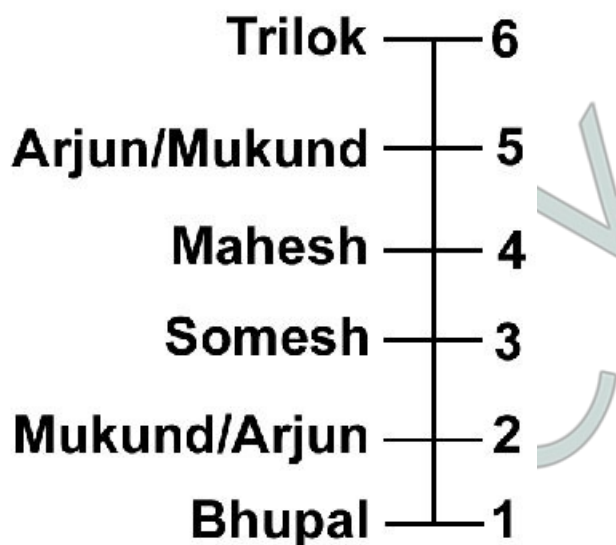 Trilok 6
Arjun/Mukund 5
Mahesh 4
Somesh 3
Mukund/Arjun 2
Bhupal 1